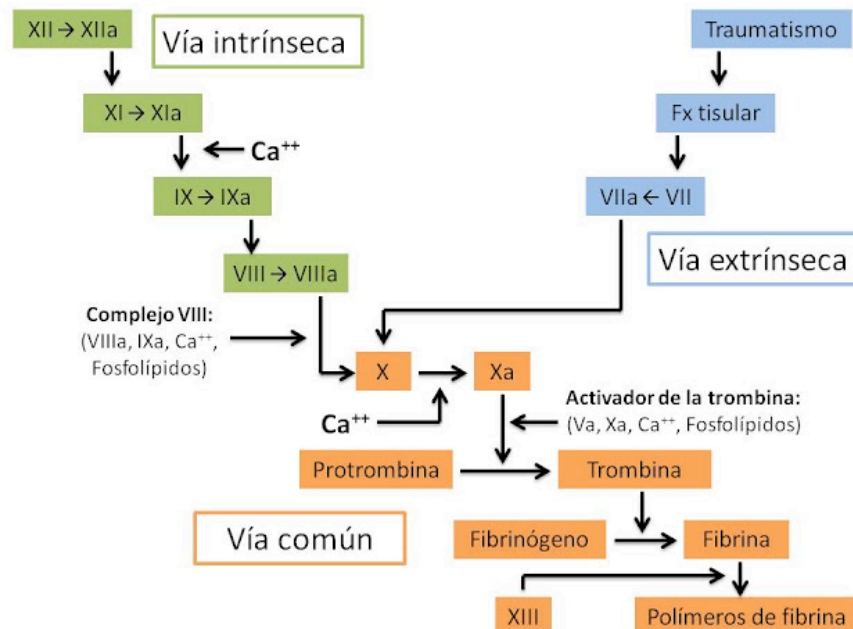 XII → XIIa
Vía intrínseca
Traumatismo
XI → XIa
Fx tisular
Ca⁺⁺
IX → IXa
VIIa ← VII
VIII → VIIIa
Vía extrínseca
Complejo VIII:
(VIIIa, IXa, Ca⁺⁺,
Fosfolípidos)
X
Xa
Ca⁺⁺
Activador de la trombina:
(Va, Xa, Ca⁺⁺, Fosfolípidos)
Protrombina
Trombina
Vía común
Fibrinógeno
Fibrina
XIII
Polímeros de fibrina